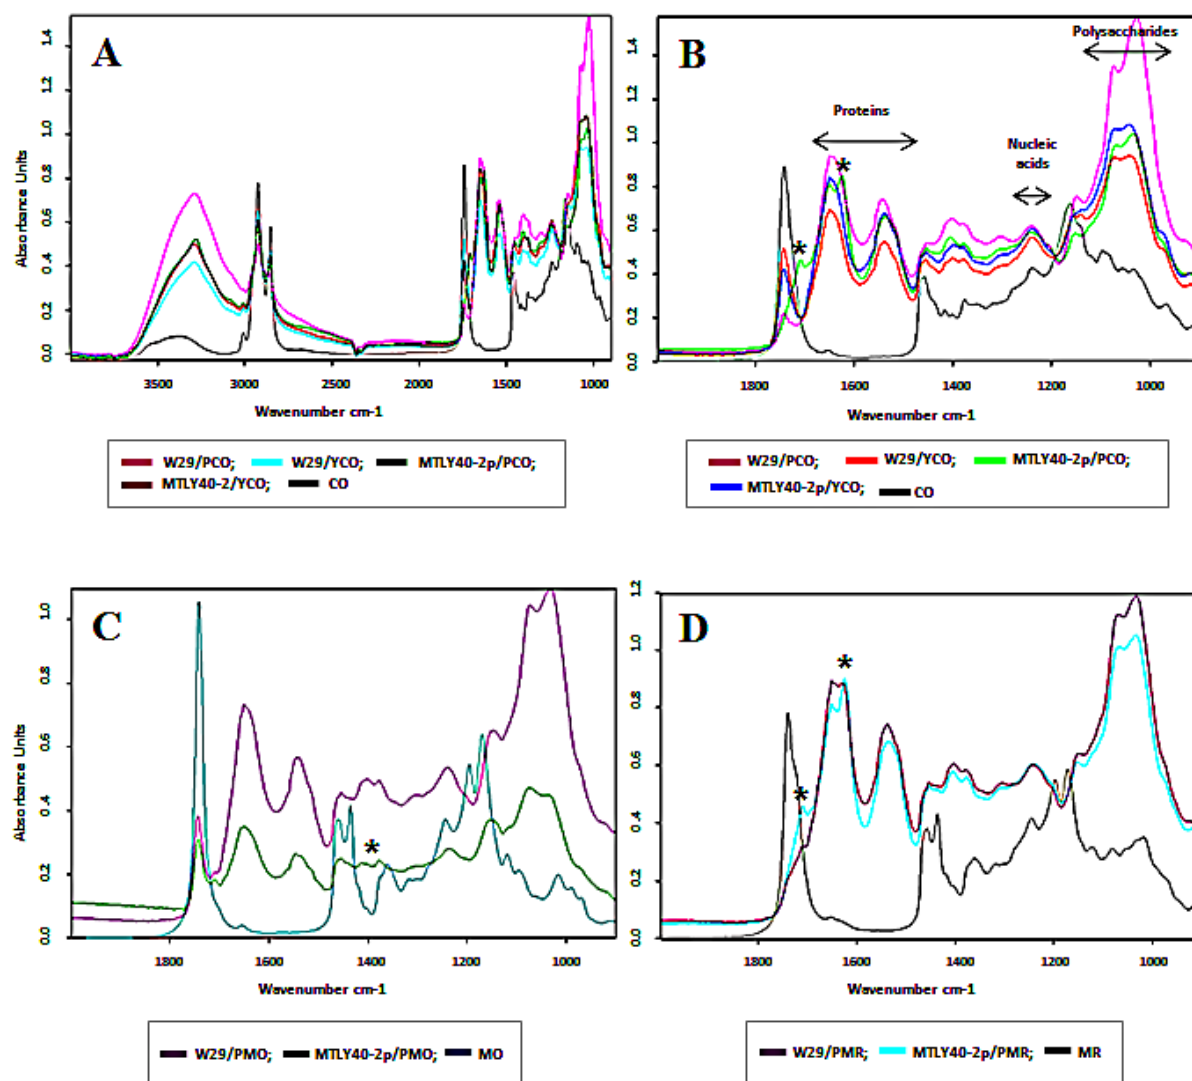 A
Absorbance Units
0.0 0.2 0.4 0.6 0.8 1.0 1.2 1.4
3500 3000 2500 2000 1500 1000
Wavenumber cm-1
W29/PCO; W29/YCO; MTLY40-2p/PCO;
MTLY40-2/YCO; CO
B
Polysaccharides
Proteins
Nucleic
acids
*
*
0.0 0.2 0.4 0.6 0.8 1.0 1.2 1.4
1800 1600 1400 1200 1000
Wavenumber cm-1
W29/PCO; W29/YCO; MTLY40-2p/PCO;
MTLY40-2p/YCO; CO
C
*
Absorbance Units
0.0 0.2 0.4 0.6 0.8 1.0
1800 1600 1400 1200 1000
Wavenumber cm-1
W29/PMO; MTLY40-2p/PMO; MO
D
*
*
0.0 0.2 0.4 0.6 0.8 1.0 1.2
1800 1600 1400 1200 1000
Wavenumber cm-1
W29/PMR; MTLY40-2p/PMR; MR